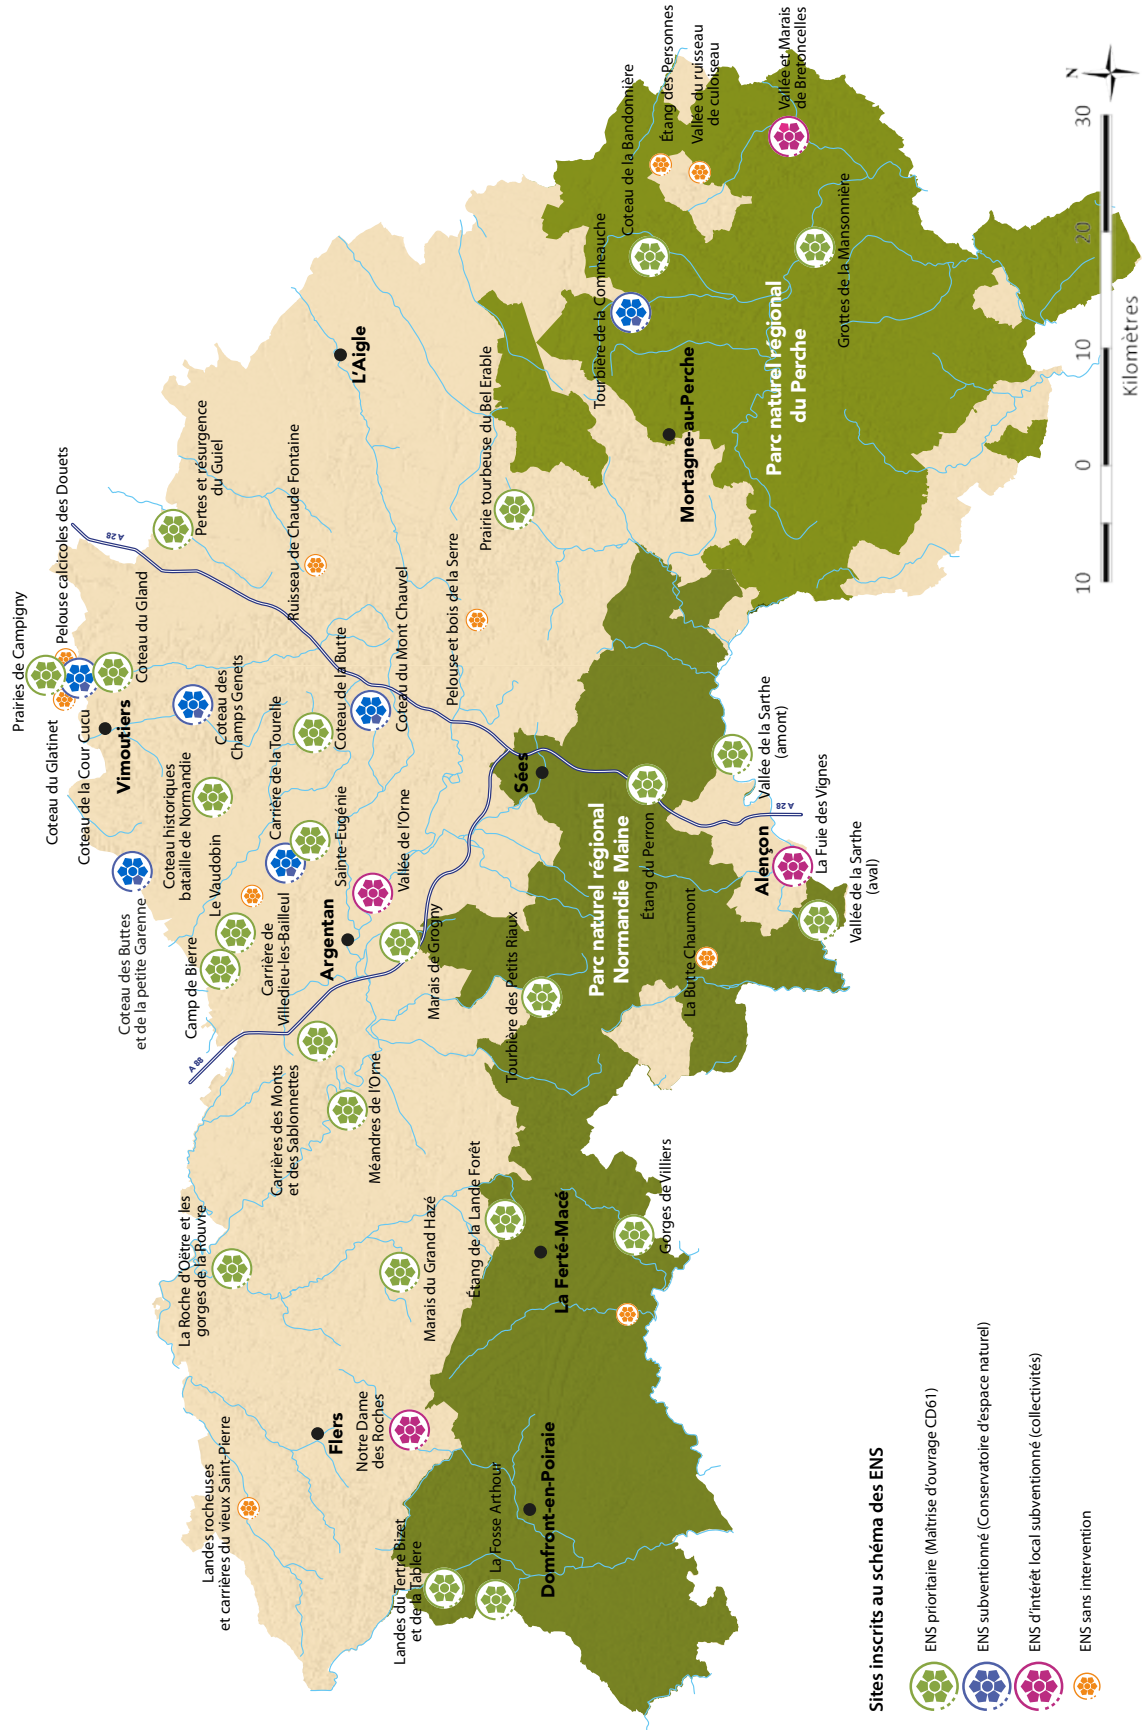 Prairies de Campigny
Pelouse calcicoles des Douets
Coteau du Glatinet
Coteau de la Cour Cucu
Vimoutiers
Coteau du Gland
A 28
Pertes et résurgence
du Guiel
Ruisseau de Chaude Fontaine
L'Aigle
Coteau des Buttes
et de la petite Garenne
Coteau historiques
bataille de Normandie
Coteau des
Champs Genets
Le Vaudobin
Camp de Bierre
Carrière de la Tourelle
Carrière de
Villedieu-les-Bailleul
Coteau de la Butte
Sainte-Eugénie
Coteau du Mont Chauvel
Vallée de l'Orne
Argentan
Pelouse et bois de la Serre
Prairie tourbeuse du Bel Erable
A 88
Carrières des Monts
et des Sablonnettes
Méandres de l'Orne
Marais de Grogny
La Roche d'Oëtre et les
gorges de la Rouvre
Marais du Grand Hazé
Étang de la Lande Forêt
Landes rocheuses
et carrières du vieux Saint-Pierre
Flers
Notre Dame
des Roches
Landes du Tertre Bizet
et de la Tablere
La Fosse Arthour
Domfront-en-Poiraie
La Ferté-Macé
Gorges de Villiers
Tourbière des Petits Riaux
Parc naturel régional
Normandie Maine
Sées
Étang du Perron
La Butte Chaumont
Alençon
A 28
Vallée de la Sarthe
(amont)
La Fuie des Vignes
Vallée de la Sarthe
(aval)
Tourbière de la Commeauche
Coteau de la Bandonnière
Étang des Personnes
Vallée du ruisseau
de culoiseau
Vallée et Marais
de Bretoncelles
Mortagne-au-Perche
Parc naturel régional
du Perche
Grottes de la Mansonnière
Sites inscrits au schéma des ENS
ENS prioritaire (Maitrise d'ouvrage CD61)
ENS subventionné (Conservatoire d'espace naturel)
ENS d'intérêt local subventionné (collectivités)
ENS sans intervention
10 0 10 20 30
Kilomètres
N